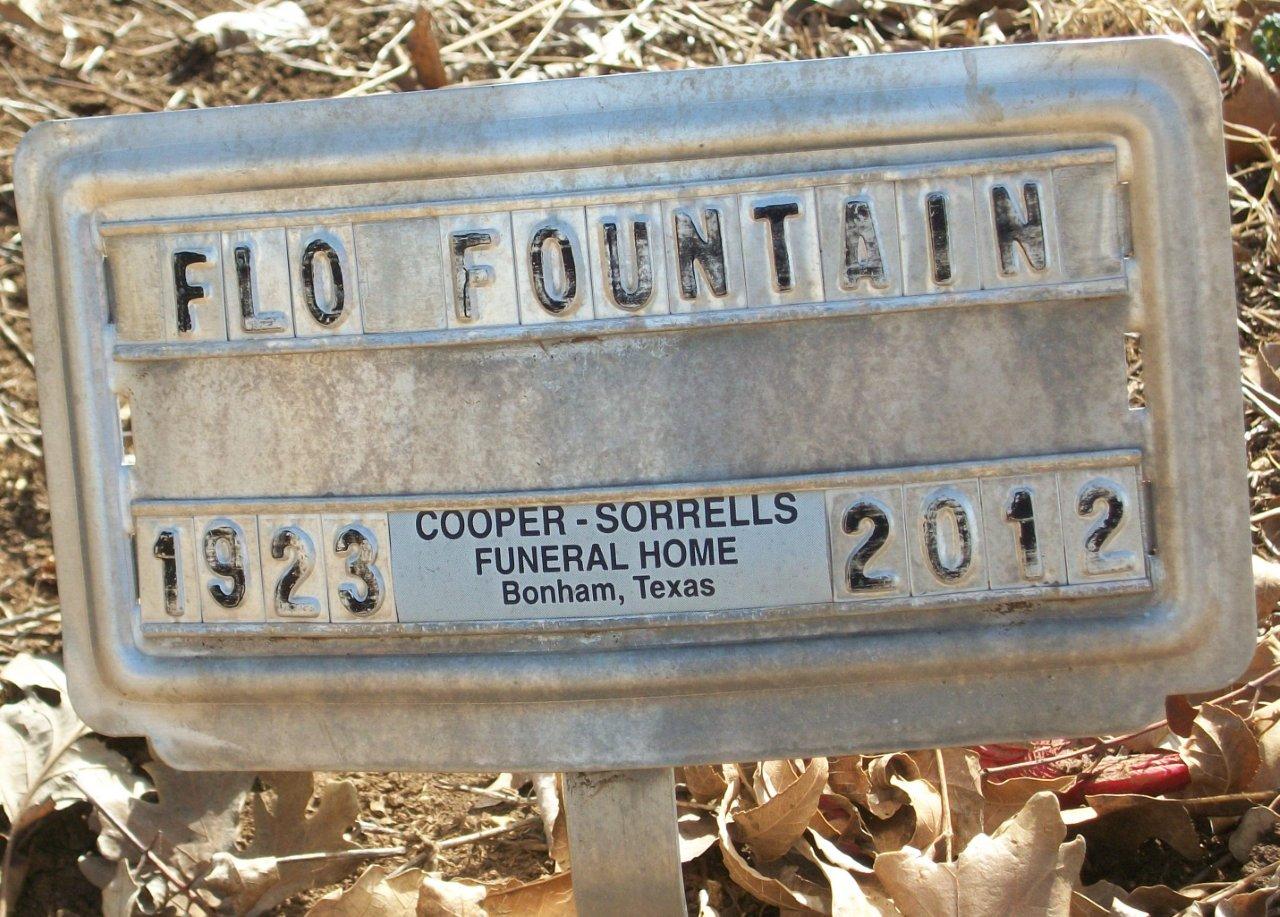 FLO FOUNTAIN
1923 COOPER - SORRELLS 2012
FUNERAL HOME
Bonham, Texas